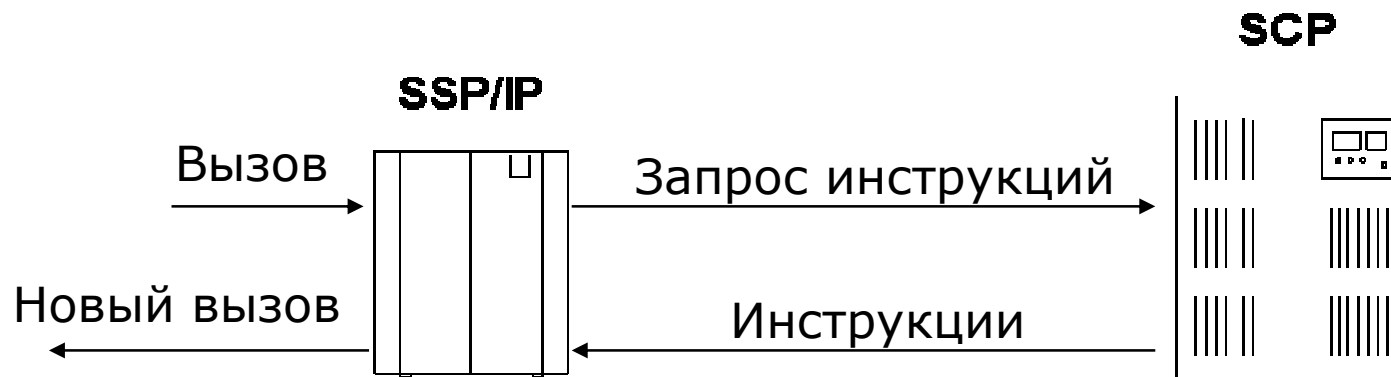 SCP
SSP/IP
Вызов
Запрос инструкций
Новый вызов
Инструкции